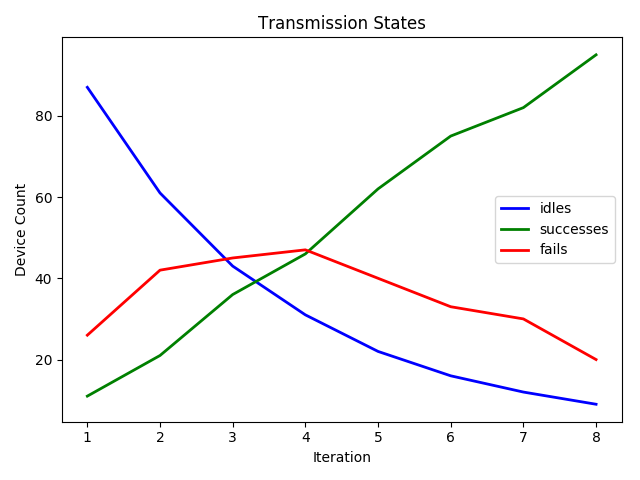 Transmission States
Device Count
80
60
40
20
idles
successes
fails
1 2 3 4 5 6 7 8
Iteration